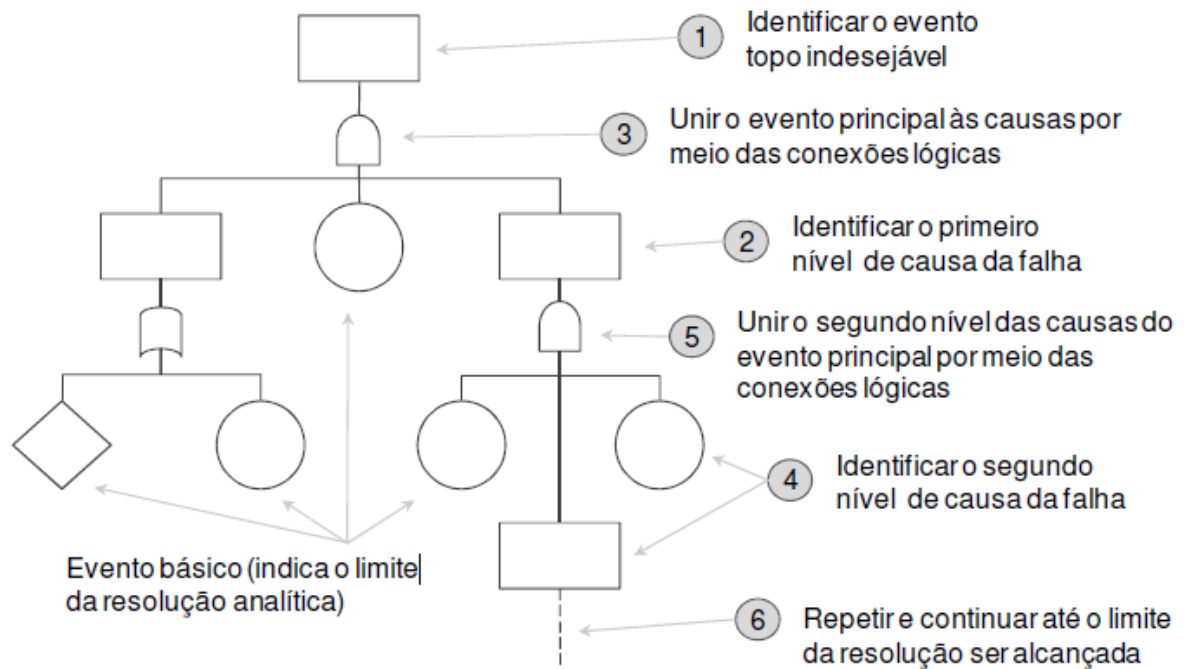 1
Identificar o evento
topo indesejável
3
Unir o evento principal às causas por
meio das conexões lógicas
2
Identificar o primeiro
nível de causa da falha
5
Unir o segundo nível das causas do
evento principal por meio das
conexões lógicas
4
Identificar o segundo
nível de causa da falha
Evento básico (indica o limite
da resolução analítica)
6
Repetir e continuar até o limite
da resolução ser alcançada